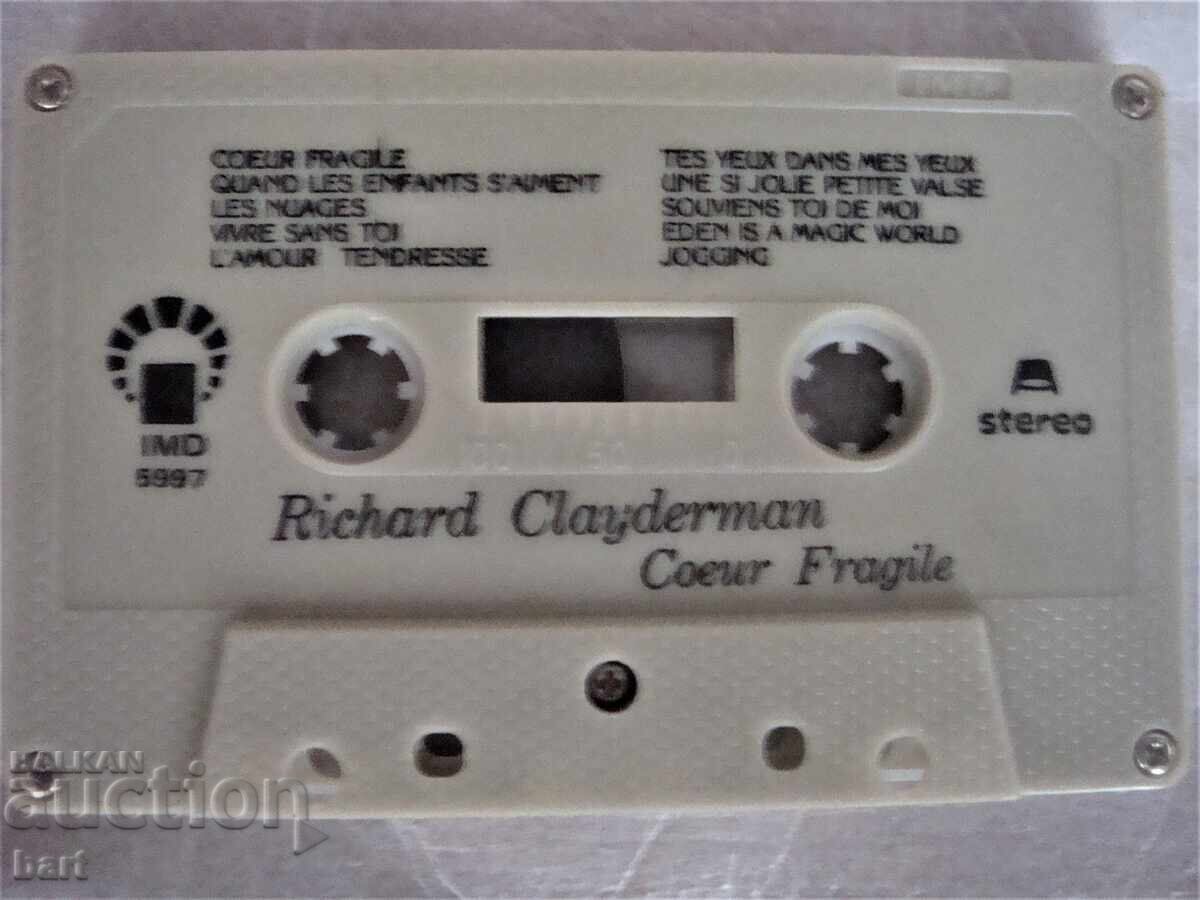 COEUR FRAGILE
QUAND LES ENFANTS S'AIMENT
LES NUAGES
VIVRE SANS TOI
L'AMOUR TENDRESSE
TES YEUX DANS MES YEUX
UNE SI JOLIE PETITE VALSE
SOUVIENS TOI DE MOI
EDEN IS A MAGIC WORLD
JOGGING
IMD
5997
A
stereo
50 0
Richard Clayderman
Coeur Fragile
BALKAN
auction
bart